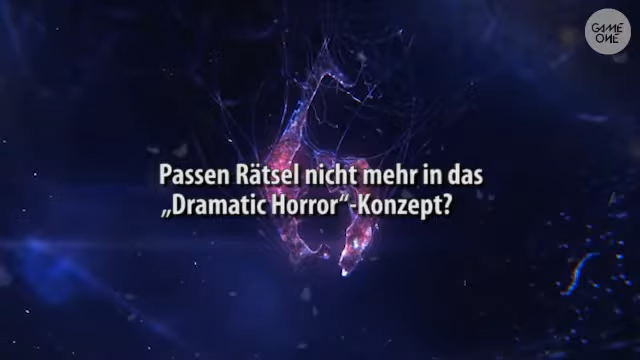 GAME
ONE
Passen Rätsel nicht mehr in das
„Dramatic Horror“-Konzept?